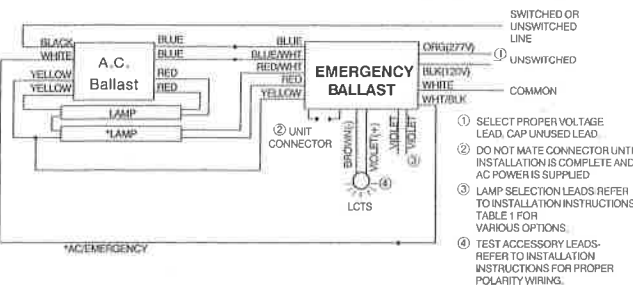 SWITCHED OR
UNSWITCHED
LINE
BLACK
BLUE
BLUE
ORG(277V)
① UNSWITCHED
WHITE
BLUE
BLUE/WHT
A.C.
Ballast
EMERGENCY
BALLAST
RED/WHT
BLK(120V)
YELLOW
RED
RED
WHITE
COMMON
YELLOW
RED
YELLOW
WHT/BLK
LAMP
*LAMP
② UNIT
CONNECTOR
BROWN(-)
VIOLET(+)
VIOLET
VIOLET
③
④
LCTS
*AC/EMERGENCY
① SELECT PROPER VOLTAGE
LEAD, CAP UNUSED LEAD
② DO NOT MATE CONNECTOR UNTI
INSTALLATION IS COMPLETE AND
AC POWER IS SUPPLIED
③ LAMP SELECTION LEADS REFER
TO INSTALLATION INSTRUCTIONS
TABLE 1 FOR
VARIOUS OPTIONS.
④ TEST ACCESSORY LEADS-
REFER TO INSTALLATION
INSTRUCTIONS FOR PROPER
POLARITY WIRING.